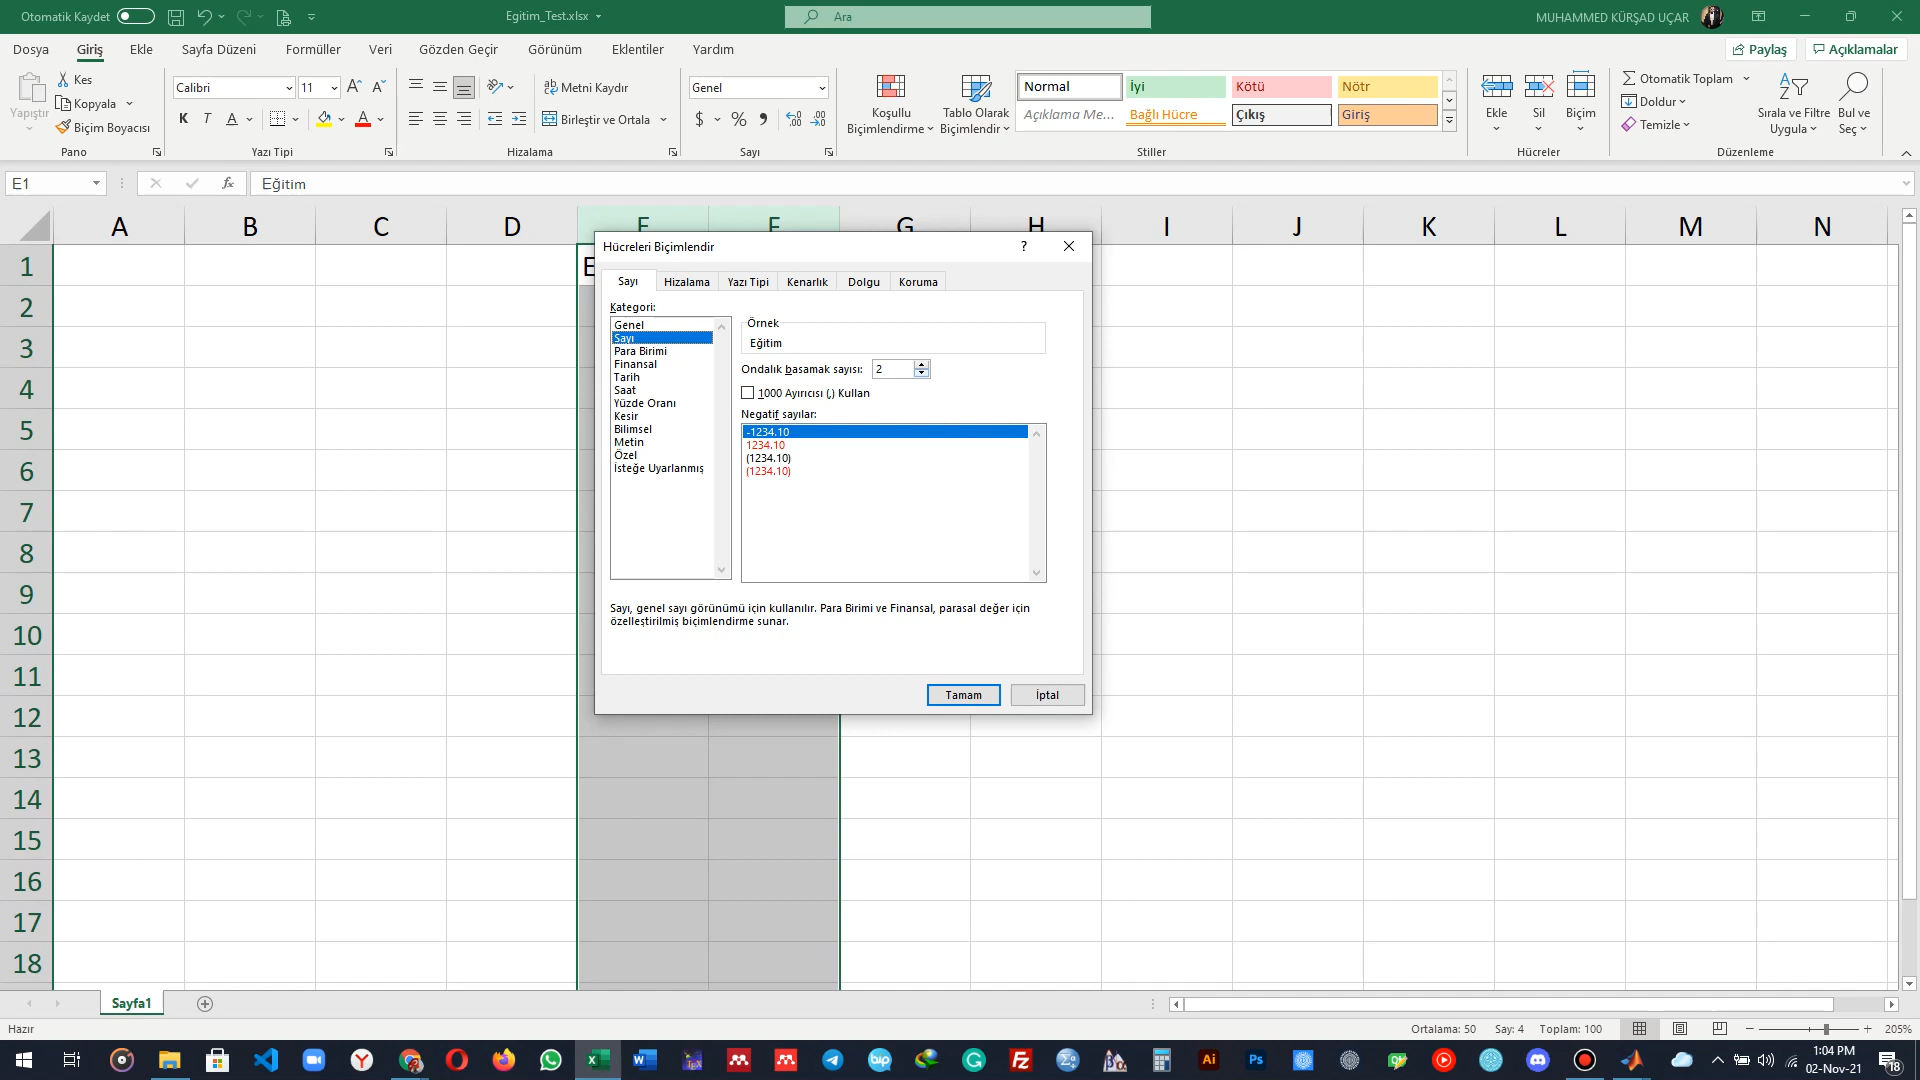 Otomatik Kaydet
Egitim_Test.xlsx
Ara
MUHAMMED KÜRŞAD UÇAR
Dosya Giriş Ekle Sayfa Düzeni Formüller Veri Gözden Geçir Görünüm Eklentiler Yardım
Paylaş Açıklamalar
Yapıştır
Kes
Kopyala
Biçim Boyacısı
Pano
Calibri 11
K T A
Yazı Tipi
Metni Kaydır
Birleştir ve Ortala
Hizalama
Genel
$ % 9
Sayı
Koşullu
Biçimlendirme
Tablo Olarak
Biçimlendir
Normal İyi Kötü Nötr
Açıklama Me... Bağlı Hücre Çıkış Giriş
Stiller
Ekle Sil Biçim
Hücreler
Otomatik Toplam
Doldur
Temizle
Sırala ve Filtre
Uygula
Bul ve
Seç
Düzenleme
E1
fx
Eğitim
A B C D E F G H I J K L M N
1
2
3
4
5
6
7
8
9
10
11
12
13
14
15
16
17
18
Hücreleri Biçimlendir
?
Sayı Hizalama Yazı Tipi Kenarlık Dolgu Koruma
Kategori:
Genel
Sayı
Para Birimi
Finansal
Tarih
Saat
Yüzde Oranı
Kesir
Bilimsel
Metin
Özel
İsteğe Uyarlanmış
Örnek
Eğitim
Ondalık basamak sayısı: 2
1000 Ayırıcısı (,) Kullan
Negatif sayılar:
-1234.10
1234.10
(1234.10)
(1234.10)
Sayı, genel sayı görünümü için kullanılır. Para Birimi ve Finansal, parasal değer için
özelleştirilmiş biçimlendirme sunar.
Tamam İptal
Sayfa1
Hazır
Ortalama: 50 Say: 4 Toplam: 100
205%
1:04 PM
02-Nov-21
18